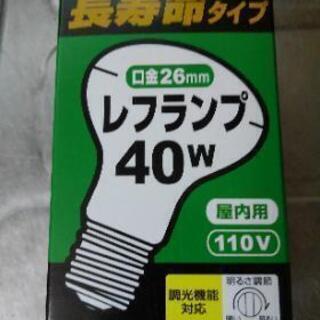 長寿命タイプ
口金26mm
レフランプ
40W
屋内用
110V
調光機能
対応
明るさ調節